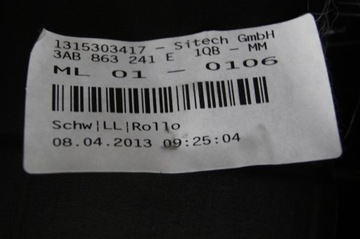 1315303417 - Sitech GmbH
3AB 863 241 E 1QB - MM
ML 01 - 0106
Schw|LL|Rollo
08.04.2013 09:25:04